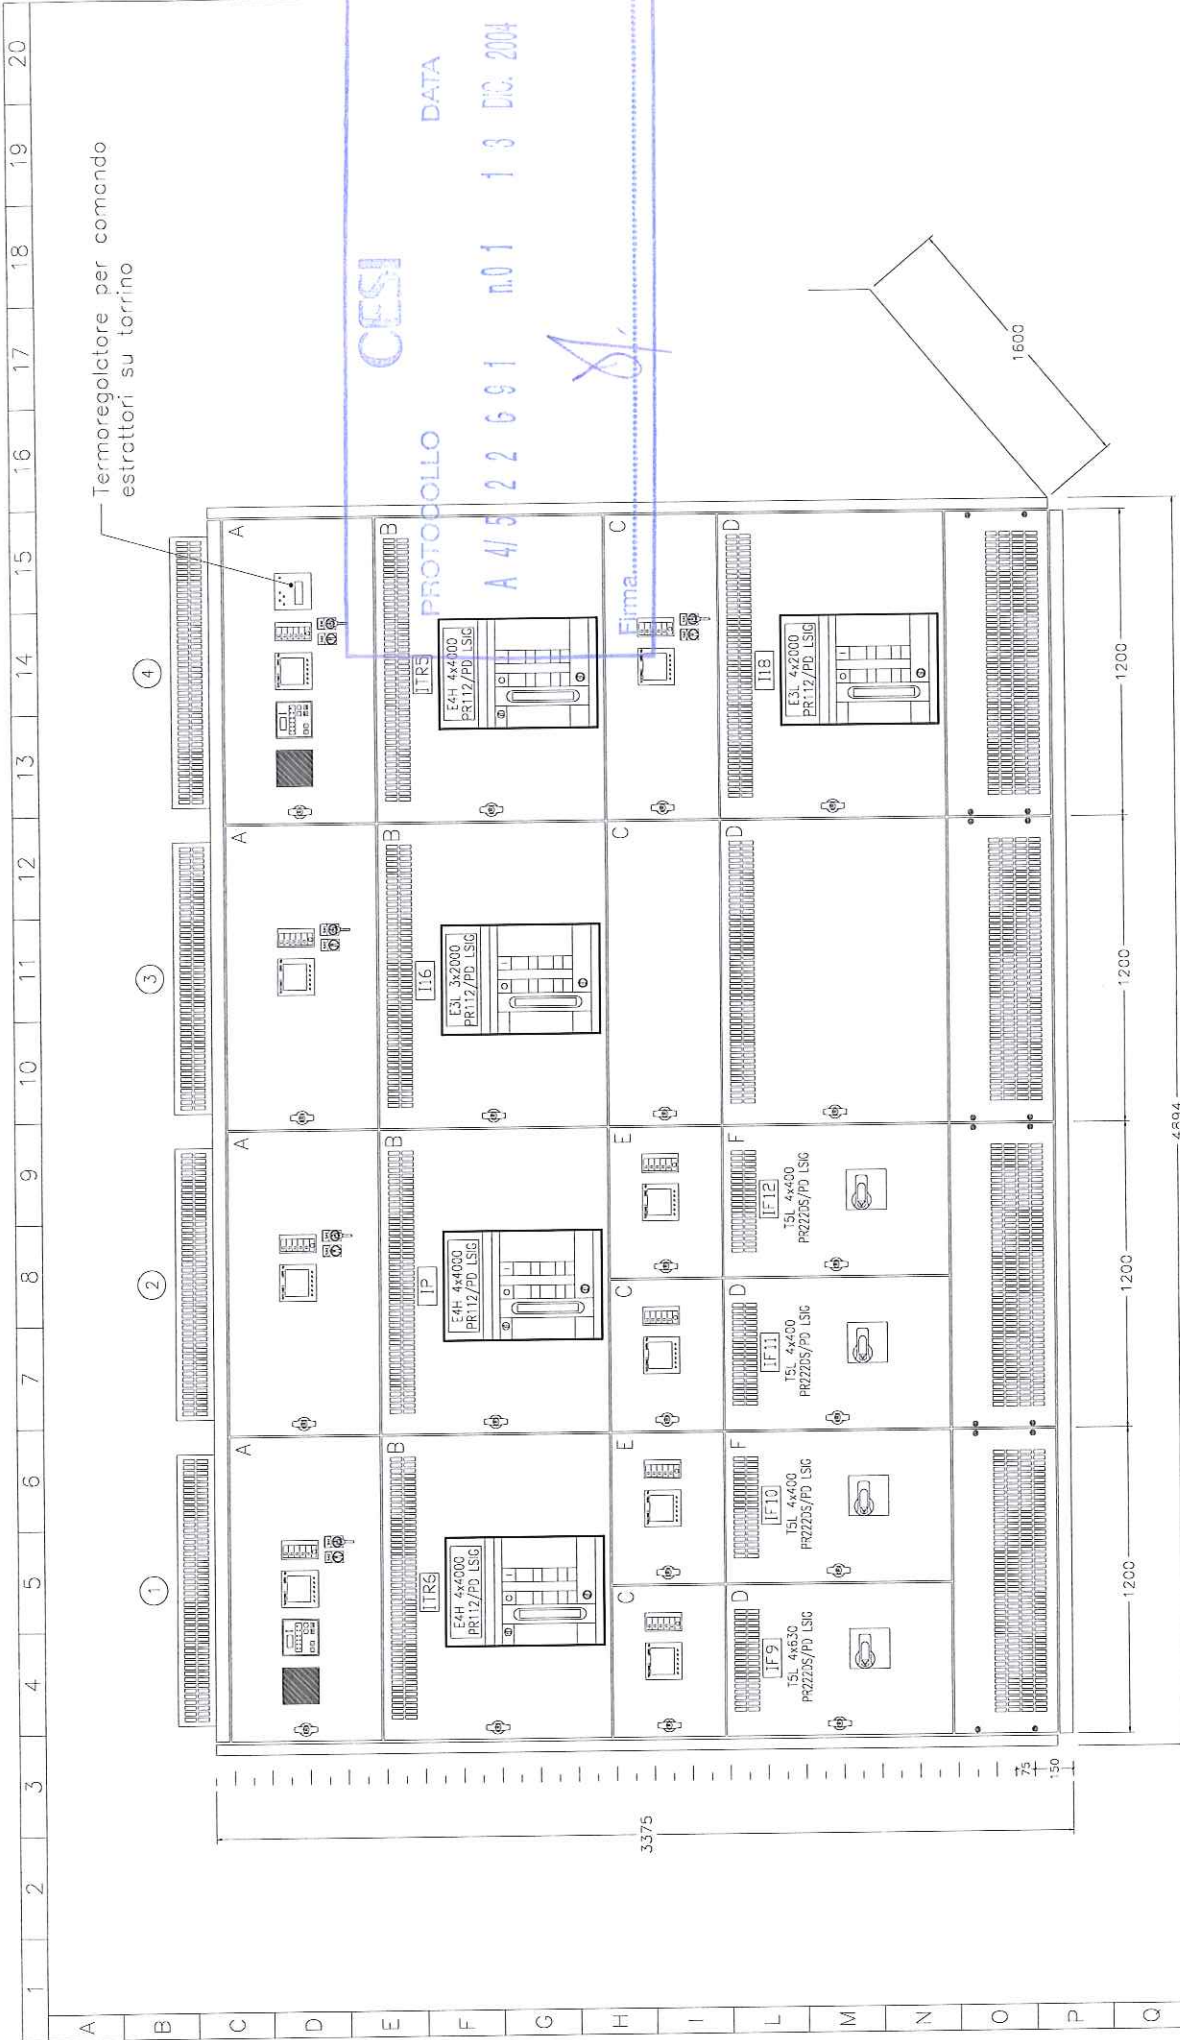 1 2 3 4 5 6 7 8 9 10 11 12 13 14 15 16 17 18 19 20
A
B
C
D
E
F
G
H
I
L
M
N
O
P
Q
Termoregolatore per comando
estrattori su torrino
CESI
PROTOCOLLO DATA
A 4/ 5 2 2 6 9 1 n.01 1 3 DIC. 2004
Firma
1 2 3 4
A A A A
B B B B
ITR6
E4H 4x4000
PR112/PD LSIG
IP
E4H 4x4000
PR112/PD LSIG
I16
E3L 3x2000
PR112/PD LSIG
ITR5
E4H 4x4000
PR112/PD LSIG
C E C E C C
D F D F D D
IF9
T5L 4x630
PR222DS/PD LSIG
IF10
T5L 4x400
PR222DS/PD LSIG
IF11
T5L 4x400
PR222DS/PD LSIG
IF12
T5L 4x400
PR222DS/PD LSIG
I18
E3L 4x2000
PR112/PD LSIG
3375
75
150
1200 1200 1200 1200
4894
1600